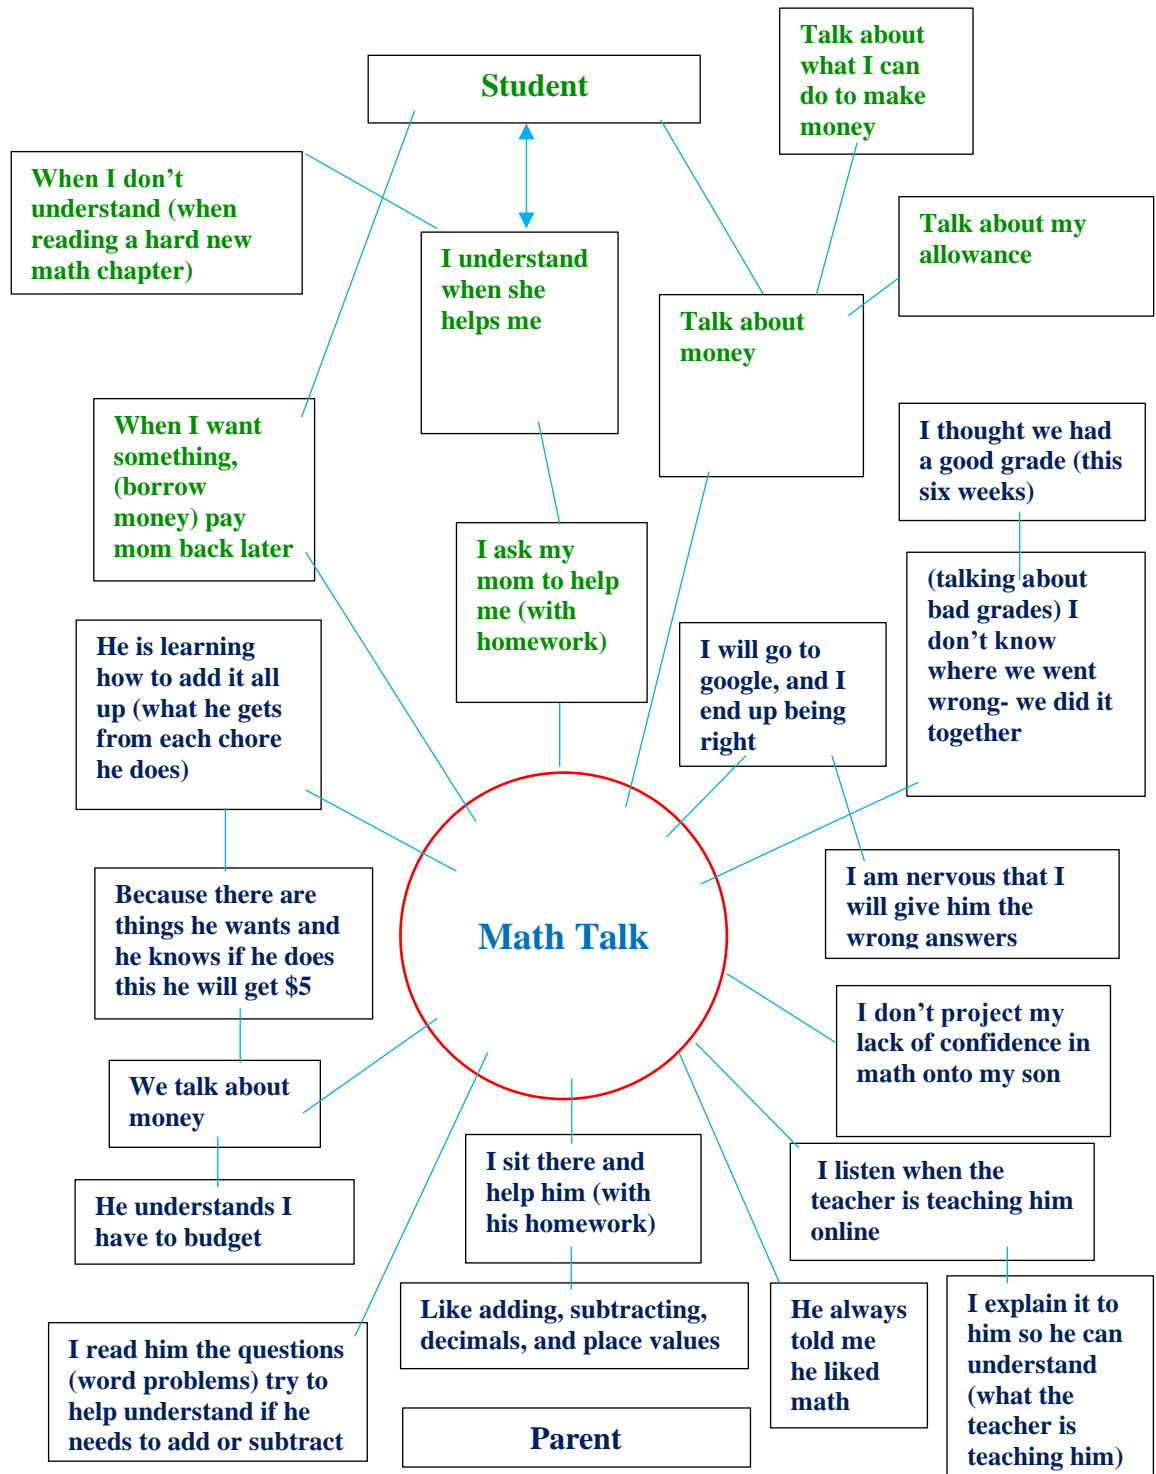 Talk about
what I can
do to make
money
Student
When I don’t
understand (when
reading a hard new
math chapter)
Talk about my
allowance
I understand
when she
helps me
Talk about
money
When I want
something,
(borrow
money) pay
mom back later
I thought we had
a good grade (this
six weeks)
I ask my
mom to help
me (with
homework)
(talking about
bad grades) I
don’t know
where we went
wrong- we did it
together
He is learning
how to add it all
up (what he gets
from each chore
he does)
I will go to
google, and I
end up being
right
Because there are
things he wants and
he knows if he does
this he will get $5
Math Talk
I am nervous that I
will give him the
wrong answers
I don’t project my
lack of confidence in
math onto my son
We talk about
money
I sit there and
help him (with
his homework)
I listen when the
teacher is teaching him
online
He understands I
have to budget
Like adding, subtracting,
decimals, and place values
He always
told me
he liked
math
I explain it to
him so he can
understand
(what the
teacher is
teaching him)
I read him the questions
(word problems) try to
help understand if he
needs to add or subtract
Parent